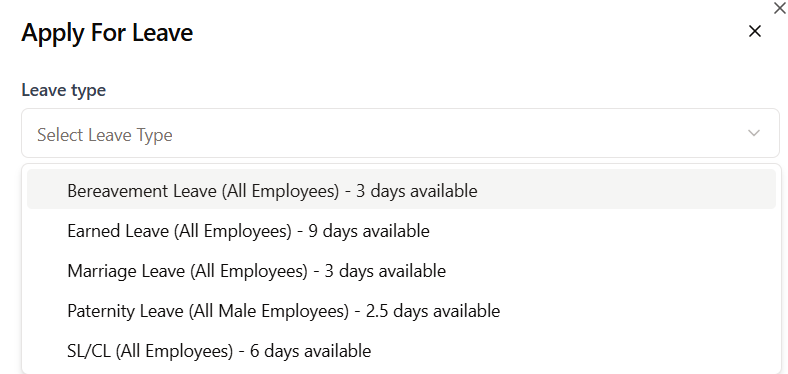 Apply For Leave
Leave type
Select Leave Type
Bereavement Leave (All Employees) - 3 days available
Earned Leave (All Employees) - 9 days available
Marriage Leave (All Employees) - 3 days available
Paternity Leave (All Male Employees) - 2.5 days available
SL/CL (All Employees) - 6 days available